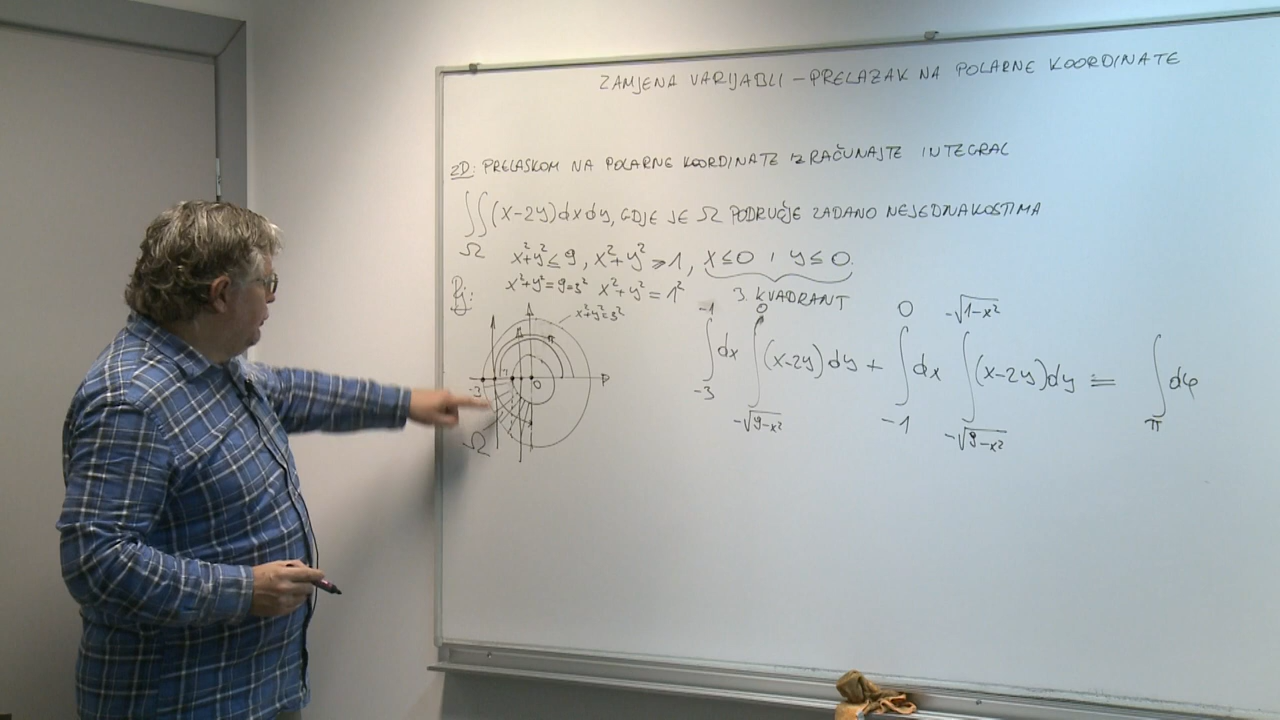 ZAMJENA VARIJABLI – PRELAZAK NA POLARNE KOORDINATE
ZD: PRELASKOM NA POLARNE KOORDINATE IZRAČUNAJTE INTEGRAL
∬(x-2y)dxdy, GDJE JE Ω PODRUČJE ZADANO NEJEDNAKOSTIMA
Ω x²+y² ≤ 9, x²+y² ≥ 1, x ≤ 0 i y ≤ 0.
Rj: x²+y²=9=3² x²+y²=1² 3. KVADRANT
x²+y²=3²
-3 -1 0 P
Ω
∫_{-3}^{-1} dx ∫_{-√(9-x²)}^{0} (x-2y)dy + ∫_{-1}^{0} dx ∫_{-√(9-x²)}^{-√(1-x²)} (x-2y)dy = ∫_{π} dφ